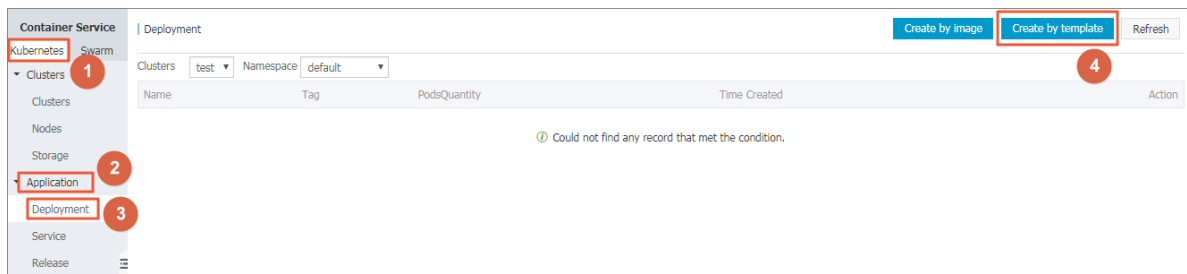 Container Service
Kubernetes Swarm
1
Clusters
Clusters
Nodes
Storage
2
Application
Deployment
3
Service
Release
Deployment
Create by image Create by template Refresh
4
Clusters test Namespace default
Name Tag PodsQuantity Time Created Action
Could not find any record that met the condition.